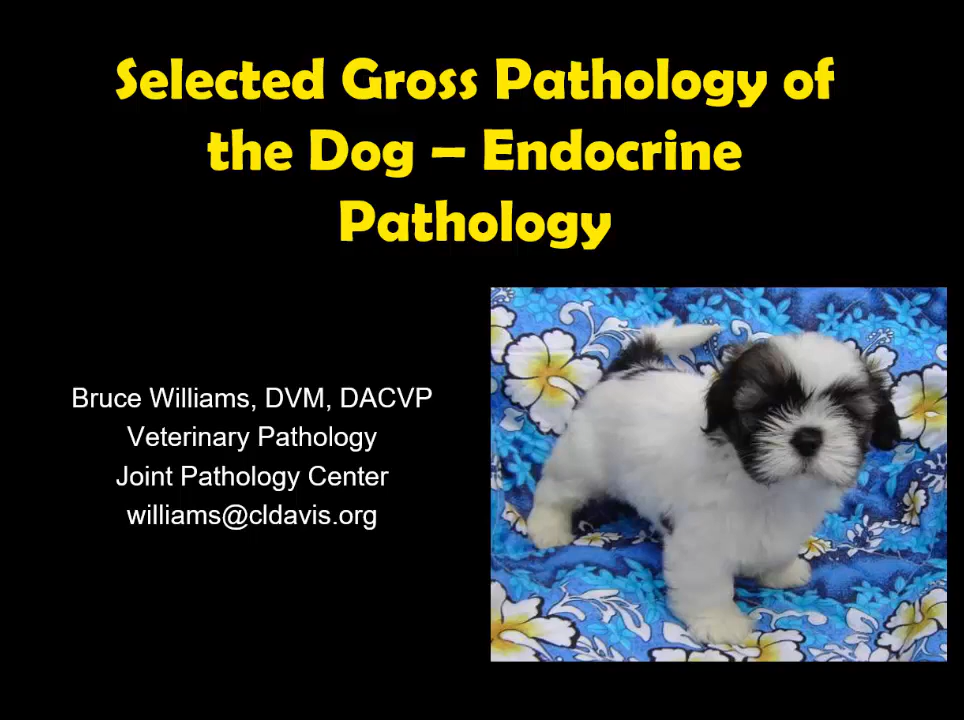 Selected Gross Pathology of
the Dog – Endocrine
Pathology
Bruce Williams, DVM, DACVP
Veterinary Pathology
Joint Pathology Center
williams@cldavis.org